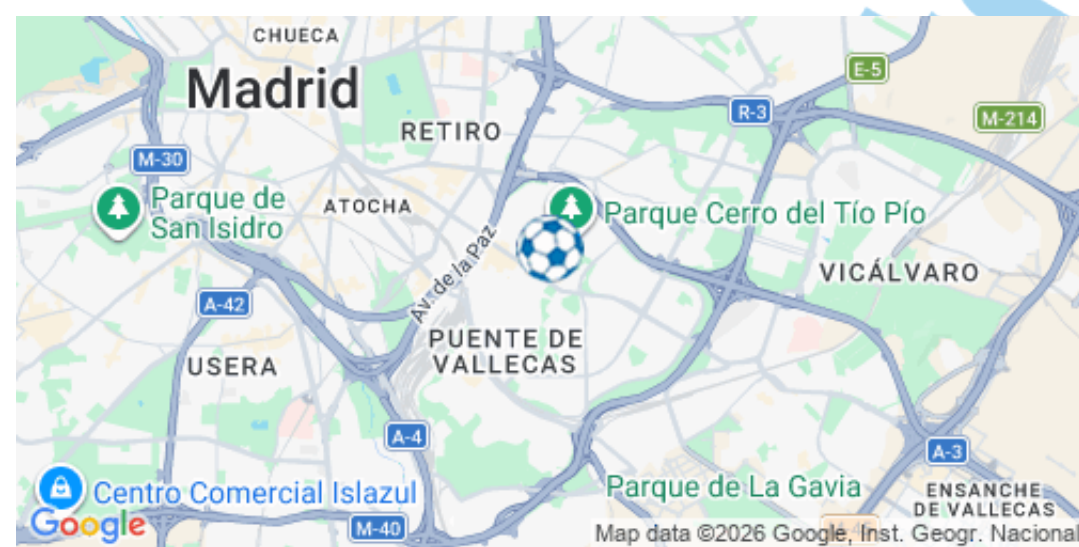 CHUECA
Madrid
E-5
R-3
M-214
RETIRO
M-30
Parque de
San Isidro
ATOCHA
Parque Cerro del Tío Pío
Av. de la Paz
VICÁLVARO
A-42
PUENTE DE
VALLECAS
USERA
A-4
A-3
Centro Comercial Islazul
Parque de La Gavia
ENSANCHE
DE VALLECAS
Google
M-40
Map data ©2026 Google, Inst. Geogr. Nacional